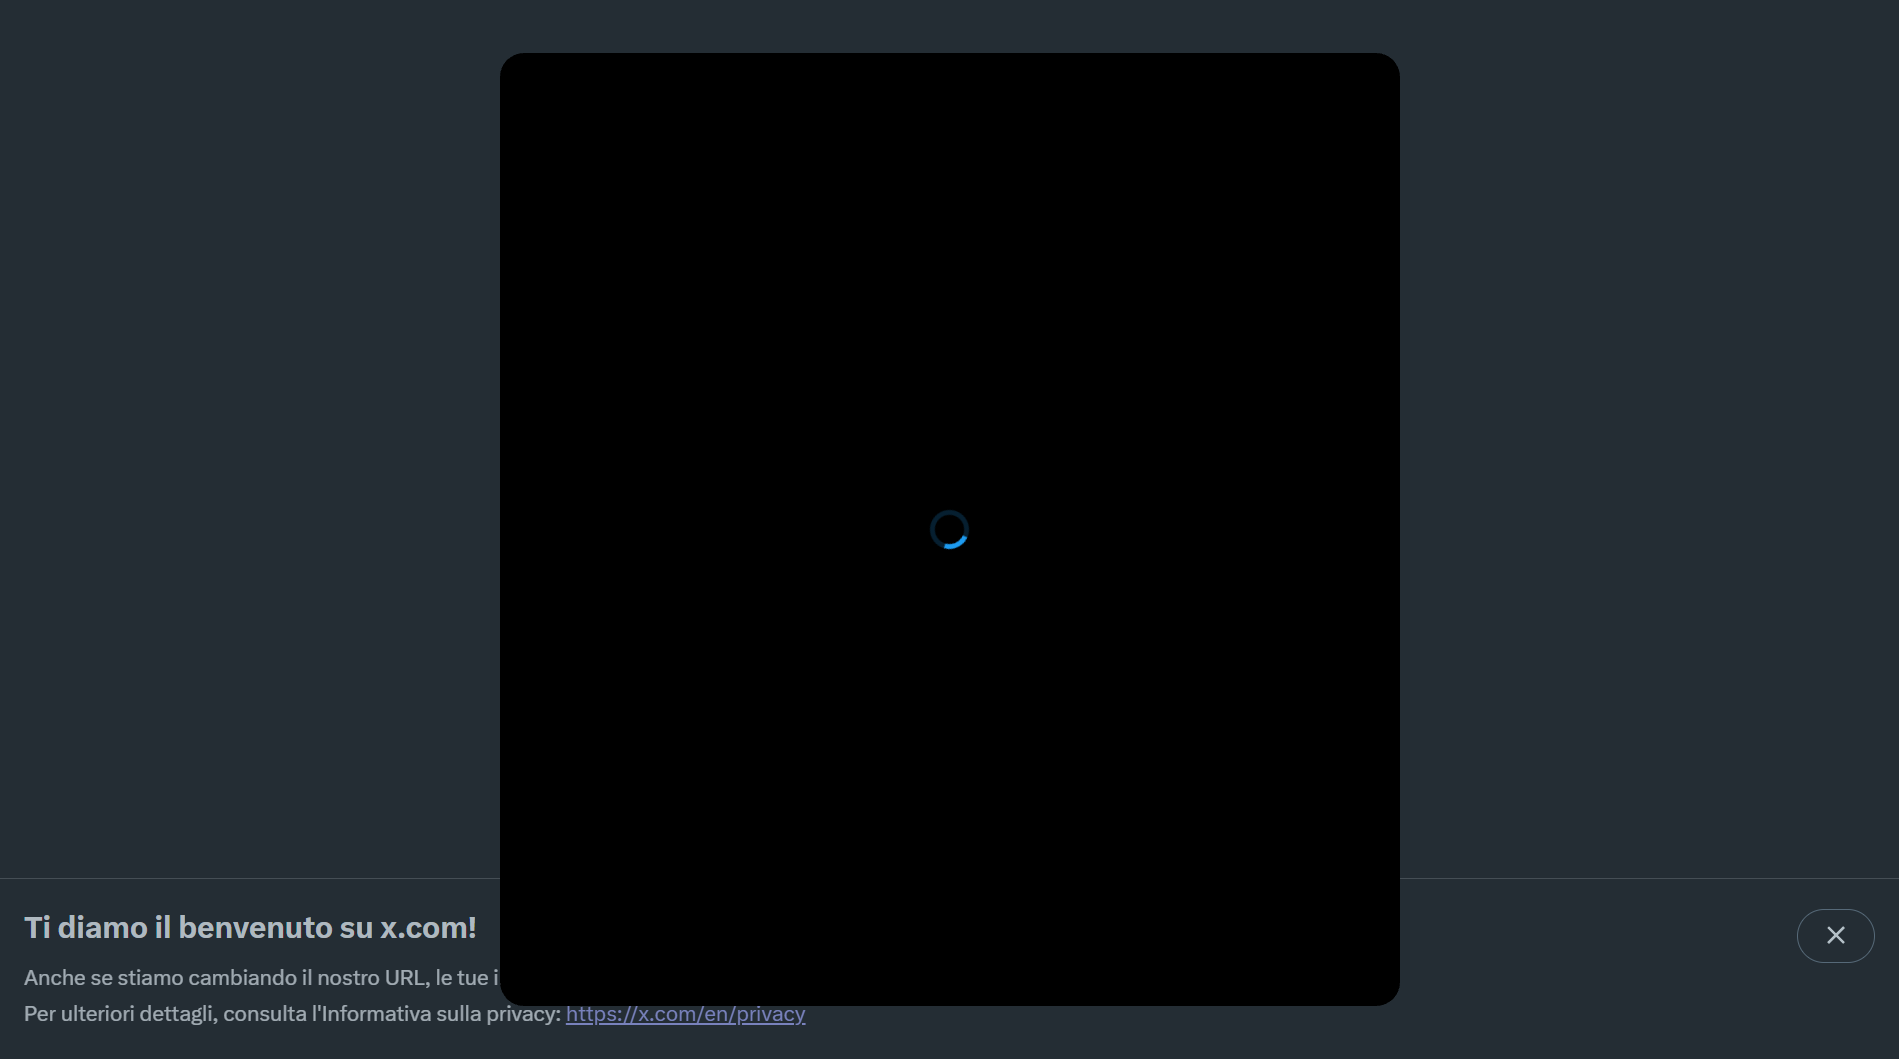 Ti diamo il benvenuto su x.com!
Anche se stiamo cambiando il nostro URL, le tue i
Per ulteriori dettagli, consulta l'Informativa sulla privacy: https://x.com/en/privacy